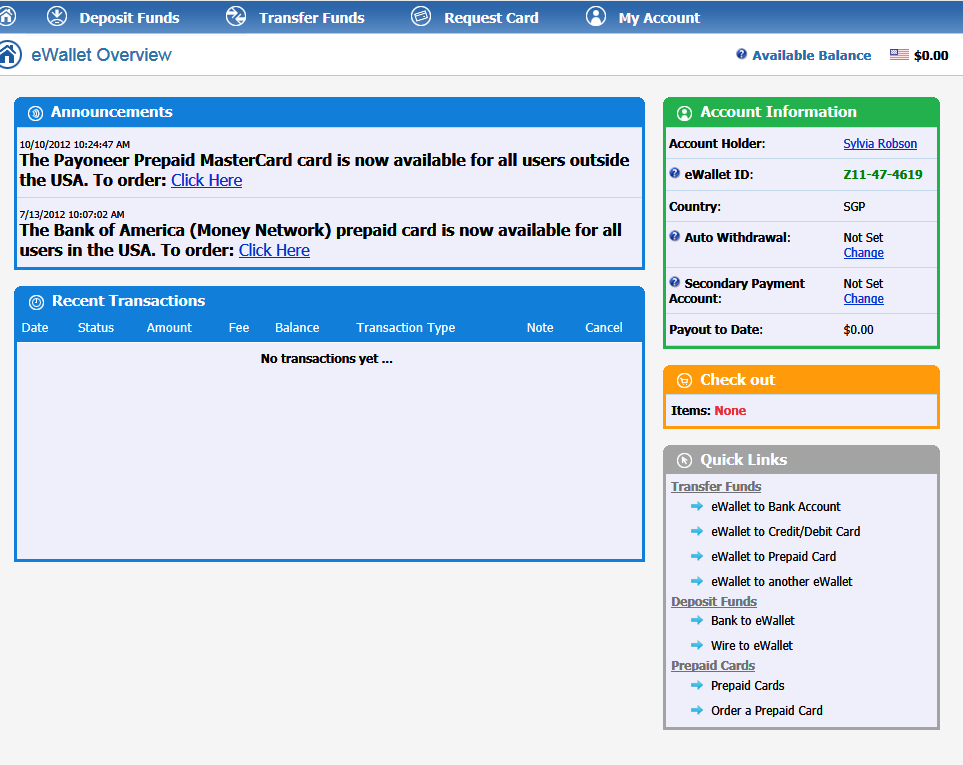 Deposit Funds Transfer Funds Request Card My Account
eWallet Overview Available Balance $0.00
Announcements
10/10/2012 10:24:47 AM
The Payoneer Prepaid MasterCard card is now available for all users outside
the USA. To order: Click Here
7/13/2012 10:07:02 AM
The Bank of America (Money Network) prepaid card is now available for all
users in the USA. To order: Click Here
Recent Transactions
Date Status Amount Fee Balance Transaction Type Note Cancel
No transactions yet ...
Account Information
Account Holder: Sylvia Robson
eWallet ID: Z11-47-4619
Country: SGP
Auto Withdrawal: Not Set
Change
Secondary Payment Not Set
Account: Change
Payout to Date: $0.00
Check out
Items: None
Quick Links
Transfer Funds
eWallet to Bank Account
eWallet to Credit/Debit Card
eWallet to Prepaid Card
eWallet to another eWallet
Deposit Funds
Bank to eWallet
Wire to eWallet
Prepaid Cards
Prepaid Cards
Order a Prepaid Card